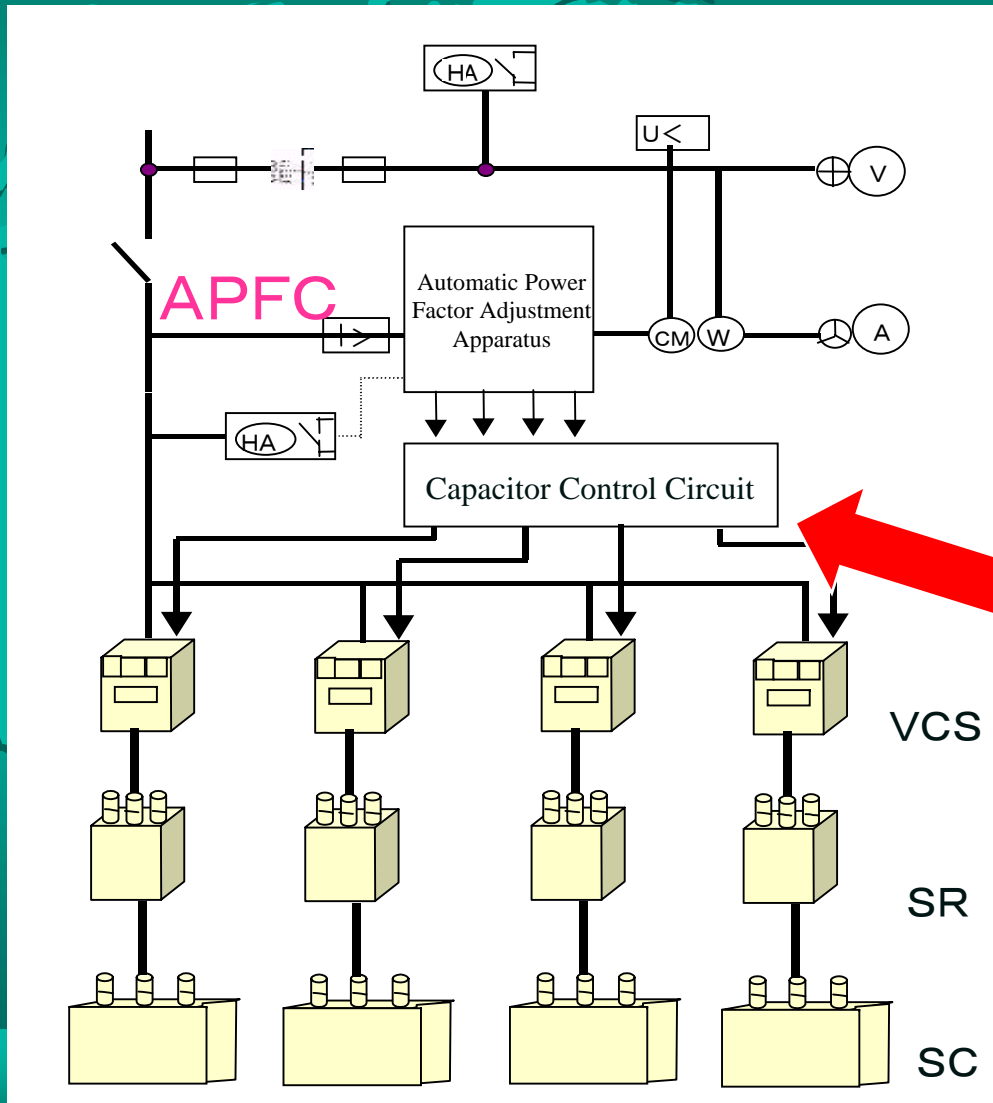 HA
U<
V
APFC
Automatic Power
Factor Adjustment
Apparatus
CM
W
A
HA
Capacitor Control Circuit
VCS
SR
SC